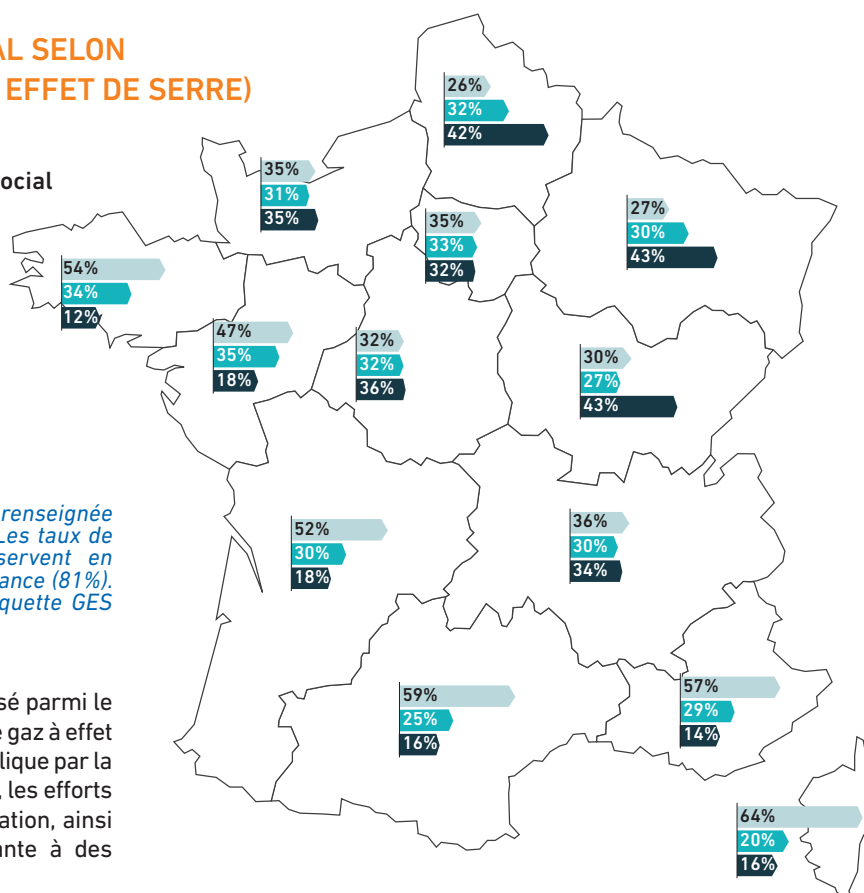 AL SELON
EFFET DE SERRE)
ocial
26%
32%
42%
35%
31%
35%
27%
30%
43%
35%
33%
32%
54%
34%
12%
47%
35%
18%
32%
32%
36%
30%
27%
43%
renseignée
Les taux de
servent en
ance (81%).
quette GES
52%
30%
18%
36%
30%
34%
sé parmi le
e gaz à effet
lique par la
, les efforts
ation, ainsi
ante à des
59%
25%
16%
57%
29%
14%
64%
20%
16%